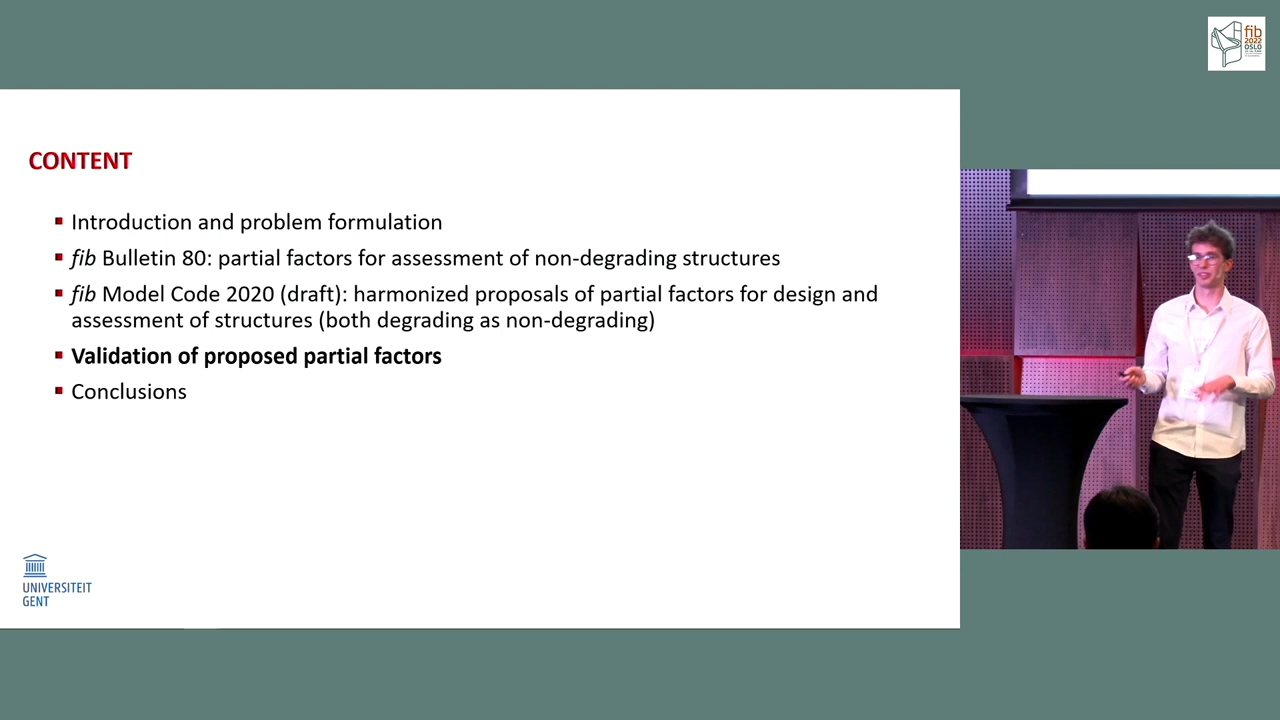 fib
2022
OSLO
CONTENT
Introduction and problem formulation
fib Bulletin 80: partial factors for assessment of non-degrading structures
fib Model Code 2020 (draft): harmonized proposals of partial factors for design and
assessment of structures (both degrading as non-degrading)
Validation of proposed partial factors
Conclusions
UNIVERSITEIT
GENT